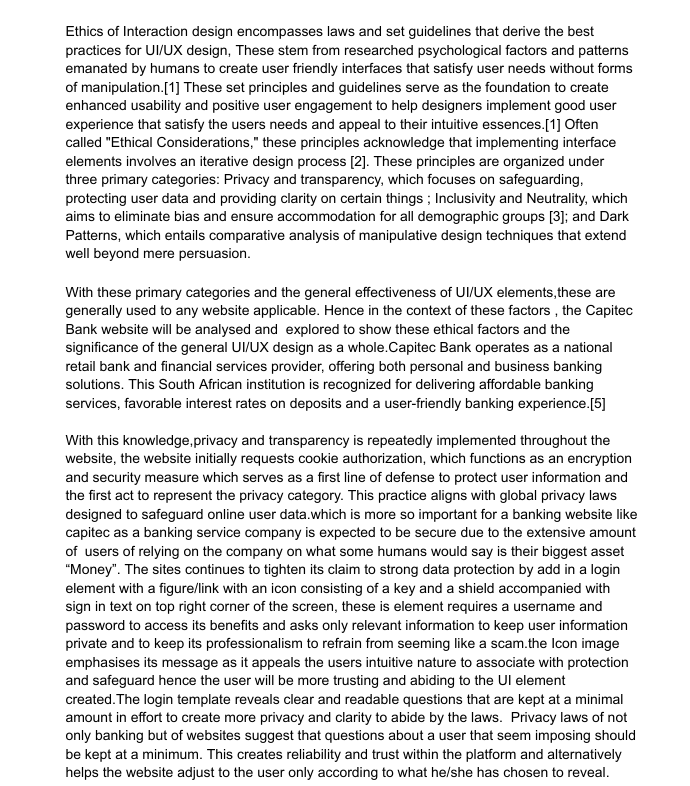 Ethics of Interaction design encompasses laws and set guidelines that derive the best
practices for UI/UX design, These stem from researched psychological factors and patterns
emanated by humans to create user friendly interfaces that satisfy user needs without forms
of manipulation.[1] These set principles and guidelines serve as the foundation to create
enhanced usability and positive user engagement to help designers implement good user
experience that satisfy the users needs and appeal to their intuitive essences.[1] Often
called "Ethical Considerations," these principles acknowledge that implementing interface
elements involves an iterative design process [2]. These principles are organized under
three primary categories: Privacy and transparency, which focuses on safeguarding,
protecting user data and providing clarity on certain things ; Inclusivity and Neutrality, which
aims to eliminate bias and ensure accommodation for all demographic groups [3]; and Dark
Patterns, which entails comparative analysis of manipulative design techniques that extend
well beyond mere persuasion.
With these primary categories and the general effectiveness of UI/UX elements,these are
generally used to any website applicable. Hence in the context of these factors , the Capitec
Bank website will be analysed and  explored to show these ethical factors and the
significance of the general UI/UX design as a whole.Capitec Bank operates as a national
retail bank and financial services provider, offering both personal and business banking
solutions. This South African institution is recognized for delivering affordable banking
services, favorable interest rates on deposits and a user-friendly banking experience.[5]
With this knowledge,privacy and transparency is repeatedly implemented throughout the
website, the website initially requests cookie authorization, which functions as an encryption
and security measure which serves as a first line of defense to protect user information and
the first act to represent the privacy category. This practice aligns with global privacy laws
designed to safeguard online user data.which is more so important for a banking website like
capitec as a banking service company is expected to be secure due to the extensive amount
of  users of relying on the company on what some humans would say is their biggest asset
“Money”. The sites continues to tighten its claim to strong data protection by add in a login
element with a figure/link with an icon consisting of a key and a shield accompanied with
sign in text on top right corner of the screen, these is element requires a username and
password to access its benefits and asks only relevant information to keep user information
private and to keep its professionalism to refrain from seeming like a scam.the Icon image
emphasises its message as it appeals the users intuitive nature to associate with protection
and safeguard hence the user will be more trusting and abiding to the UI element
created.The login template reveals clear and readable questions that are kept at a minimal
amount in effort to create more privacy and clarity to abide by the laws.  Privacy laws of not
only banking but of websites suggest that questions about a user that seem imposing should
be kept at a minimum. This creates reliability and trust within the platform and alternatively
helps the website adjust to the user only according to what he/she has chosen to reveal.